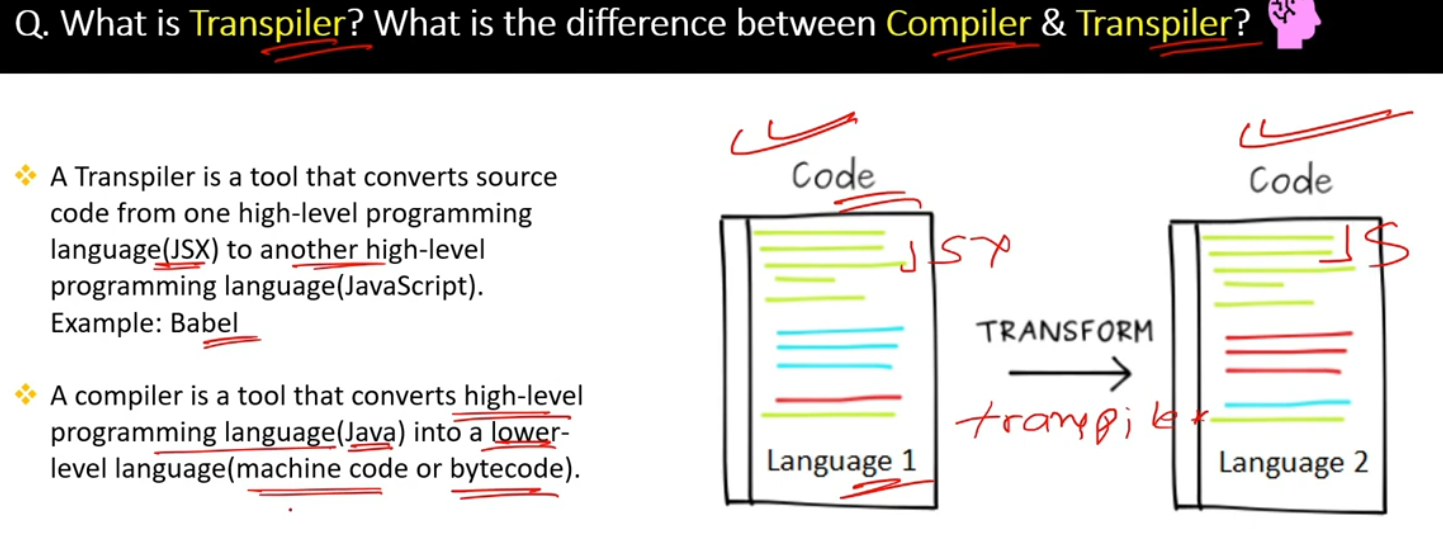 Q. What is Transpiler? What is the difference between Compiler & Transpiler?
❖ A Transpiler is a tool that converts source
code from one high-level programming
language(JSX) to another high-level
programming language(JavaScript).
Example: Babel
❖ A compiler is a tool that converts high-level
programming language(Java) into a lower-
level language(machine code or bytecode).
Code
JSX
Language 1
TRANSFORM
transpiler
Code
JS
Language 2